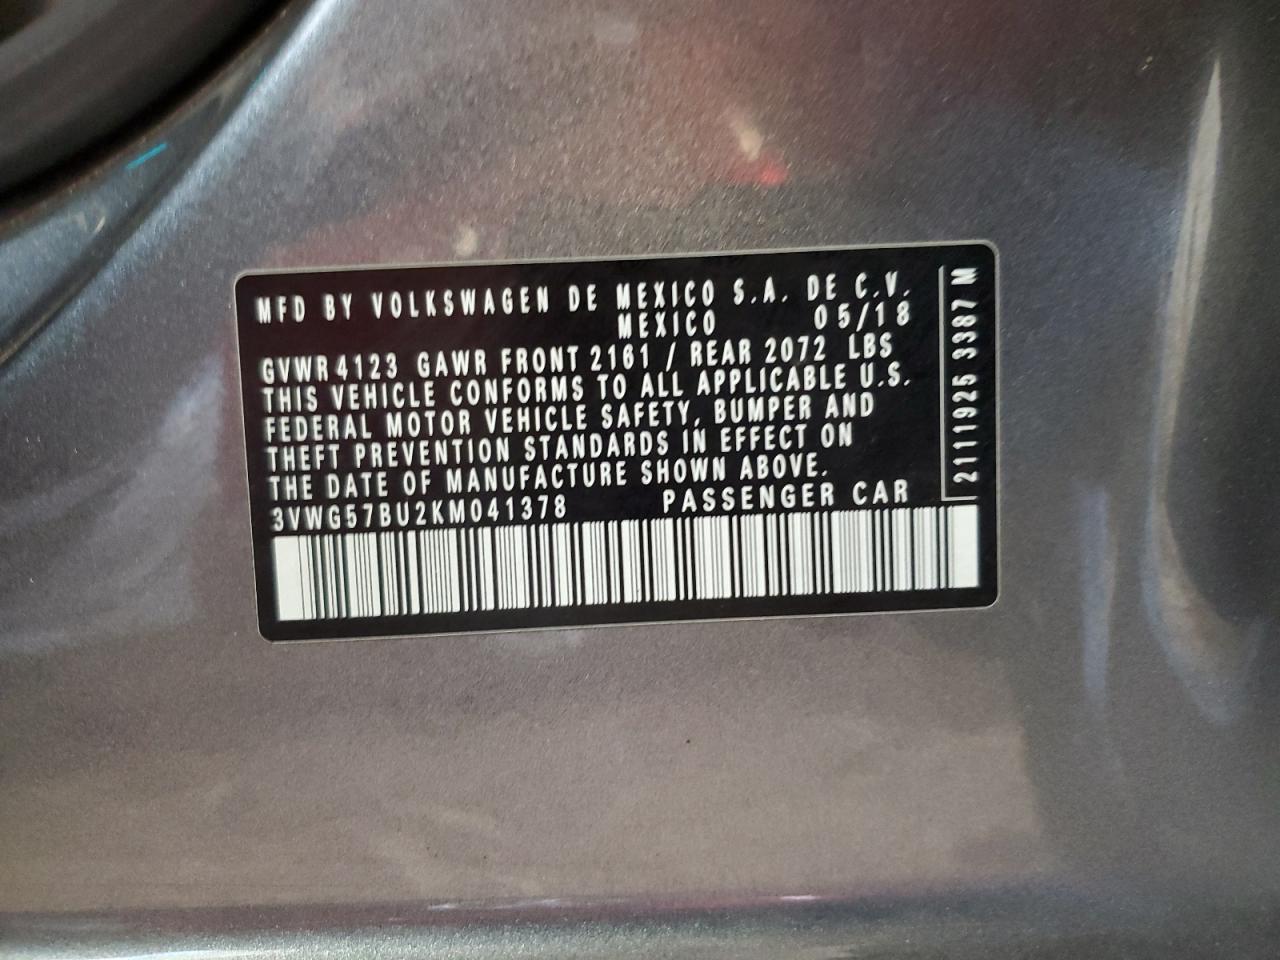 MFD BY VOLKSWAGEN DE MEXICO S.A. DE C.V.
MEXICO 05/18
GVWR 4123 GAWR FRONT 2161 / REAR 2072 LBS
THIS VEHICLE CONFORMS TO ALL APPLICABLE U.S.
FEDERAL MOTOR VEHICLE SAFETY, BUMPER AND
THEFT PREVENTION STANDARDS IN EFFECT ON
THE DATE OF MANUFACTURE SHOWN ABOVE.
3VWG57BU2KM041378 PASSENGER CAR
21111925 3387 M